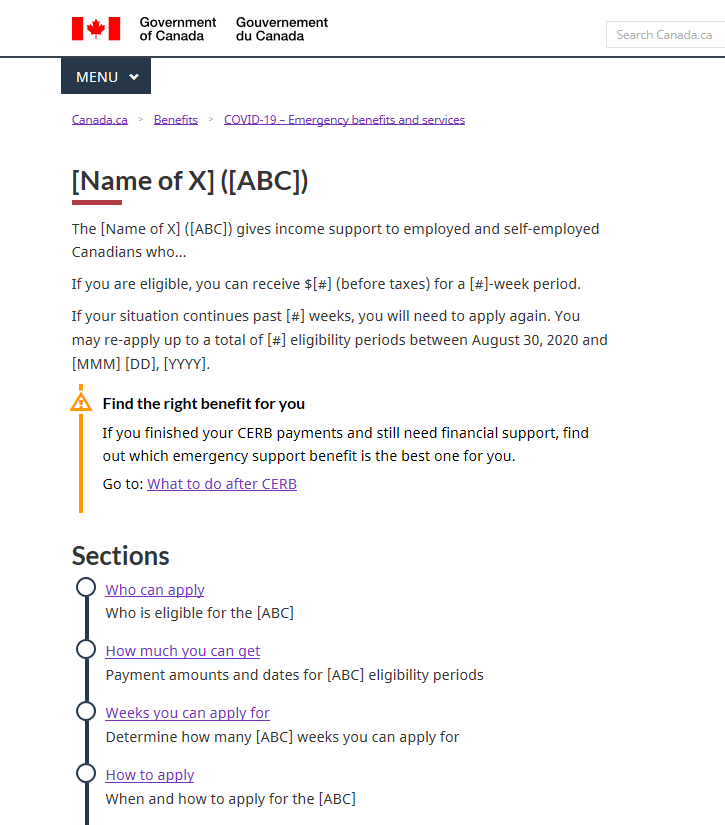 Government of Canada
Gouvernement du Canada
Search Canada.ca
MENU
Canada.ca > Benefits > COVID-19 – Emergency benefits and services
[Name of X] ([ABC])
The [Name of X] ([ABC]) gives income support to employed and self-employed
Canadians who...
If you are eligible, you can receive $[#] (before taxes) for a [#]-week period.
If your situation continues past [#] weeks, you will need to apply again. You
may re-apply up to a total of [#] eligibility periods between August 30, 2020 and
[MMM] [DD], [YYYY].
Find the right benefit for you
If you finished your CERB payments and still need financial support, find
out which emergency support benefit is the best one for you.
Go to: What to do after CERB
Sections
Who can apply
Who is eligible for the [ABC]
How much you can get
Payment amounts and dates for [ABC] eligibility periods
Weeks you can apply for
Determine how many [ABC] weeks you can apply for
How to apply
When and how to apply for the [ABC]